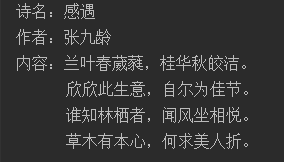 诗名：感遇
作者：张九龄
内容：兰叶春葳蕤，桂华秋皎洁。
欣欣此生意，自尔为佳节。
谁知林栖者，闻风坐相悦。
草木有本心，何求美人折。